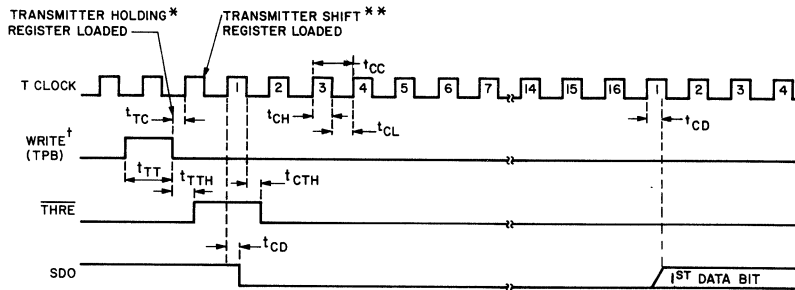 TRANSMITTER HOLDING*
REGISTER LOADED
TRANSMITTER SHIFT**
REGISTER LOADED
T CLOCK
1 2 3 4 5 6 7 14 15 16 1 2 3 4
tCC
tTC
tCH
tCL
tCD
WRITE†
(TPB)
tTT
tTTH
tCTH
THRE
tCD
SDO
1ST DATA BIT